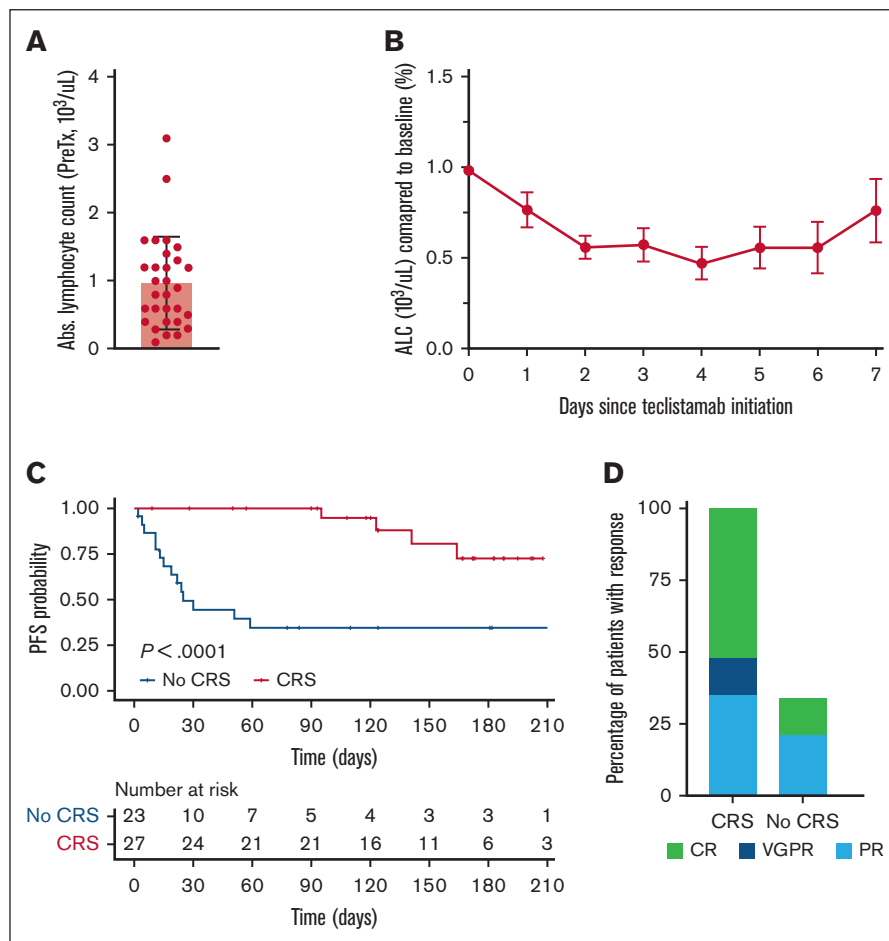 A
Abs. lymphocyte count (PreTx, 10³/uL)
4
3
2
1
0
B
ALC (10³/uL) comapred to baseline (%)
1.5
1.0
0.5
0.0
0 1 2 3 4 5 6 7
Days since teclistamab initiation
C
PFS probability
1.00
0.75
0.50
0.25
0.00
P < .0001
No CRS CRS
0 30 60 90 120 150 180 210
Time (days)
Number at risk
No CRS 23 10 7 5 4 3 3 1
CRS 27 24 21 21 16 11 6 3
0 30 60 90 120 150 180 210
Time (days)
D
Percentage of patients with response
100
75
50
25
0
CRS No CRS
CR VGPR PR